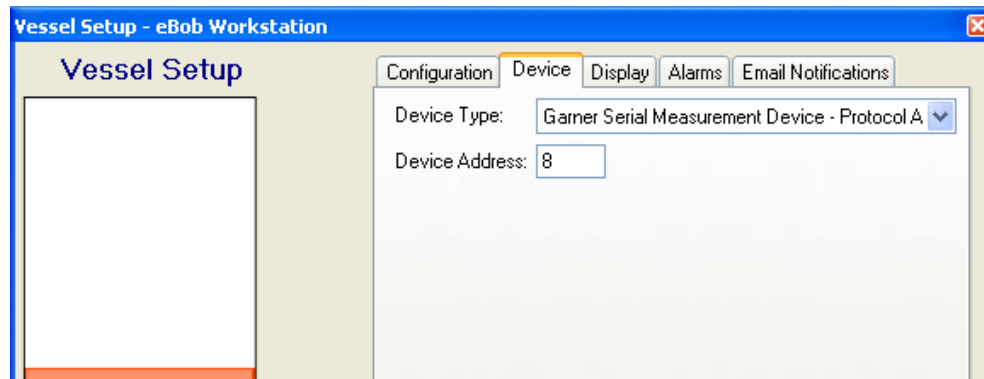 Vessel Setup - eBob Workstation
Vessel Setup
Configuration Device Display Alarms Email Notifications
Device Type: Garner Serial Measurement Device - Protocol A
Device Address: 8